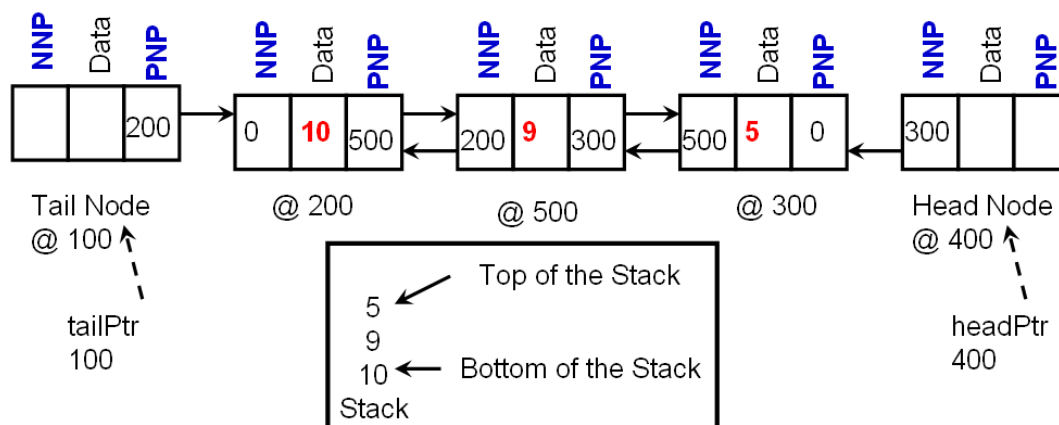 NNP Data PNP NNP Data PNP NNP Data PNP NNP Data PNP NNP Data PNP
200 0 10 500 200 9 300 500 5 0 300
Tail Node @ 200 @ 500 @ 300 Head Node
@ 100 @ 400
Top of the Stack
5
tailPtr 9 headPtr
100 10 Bottom of the Stack 400
Stack